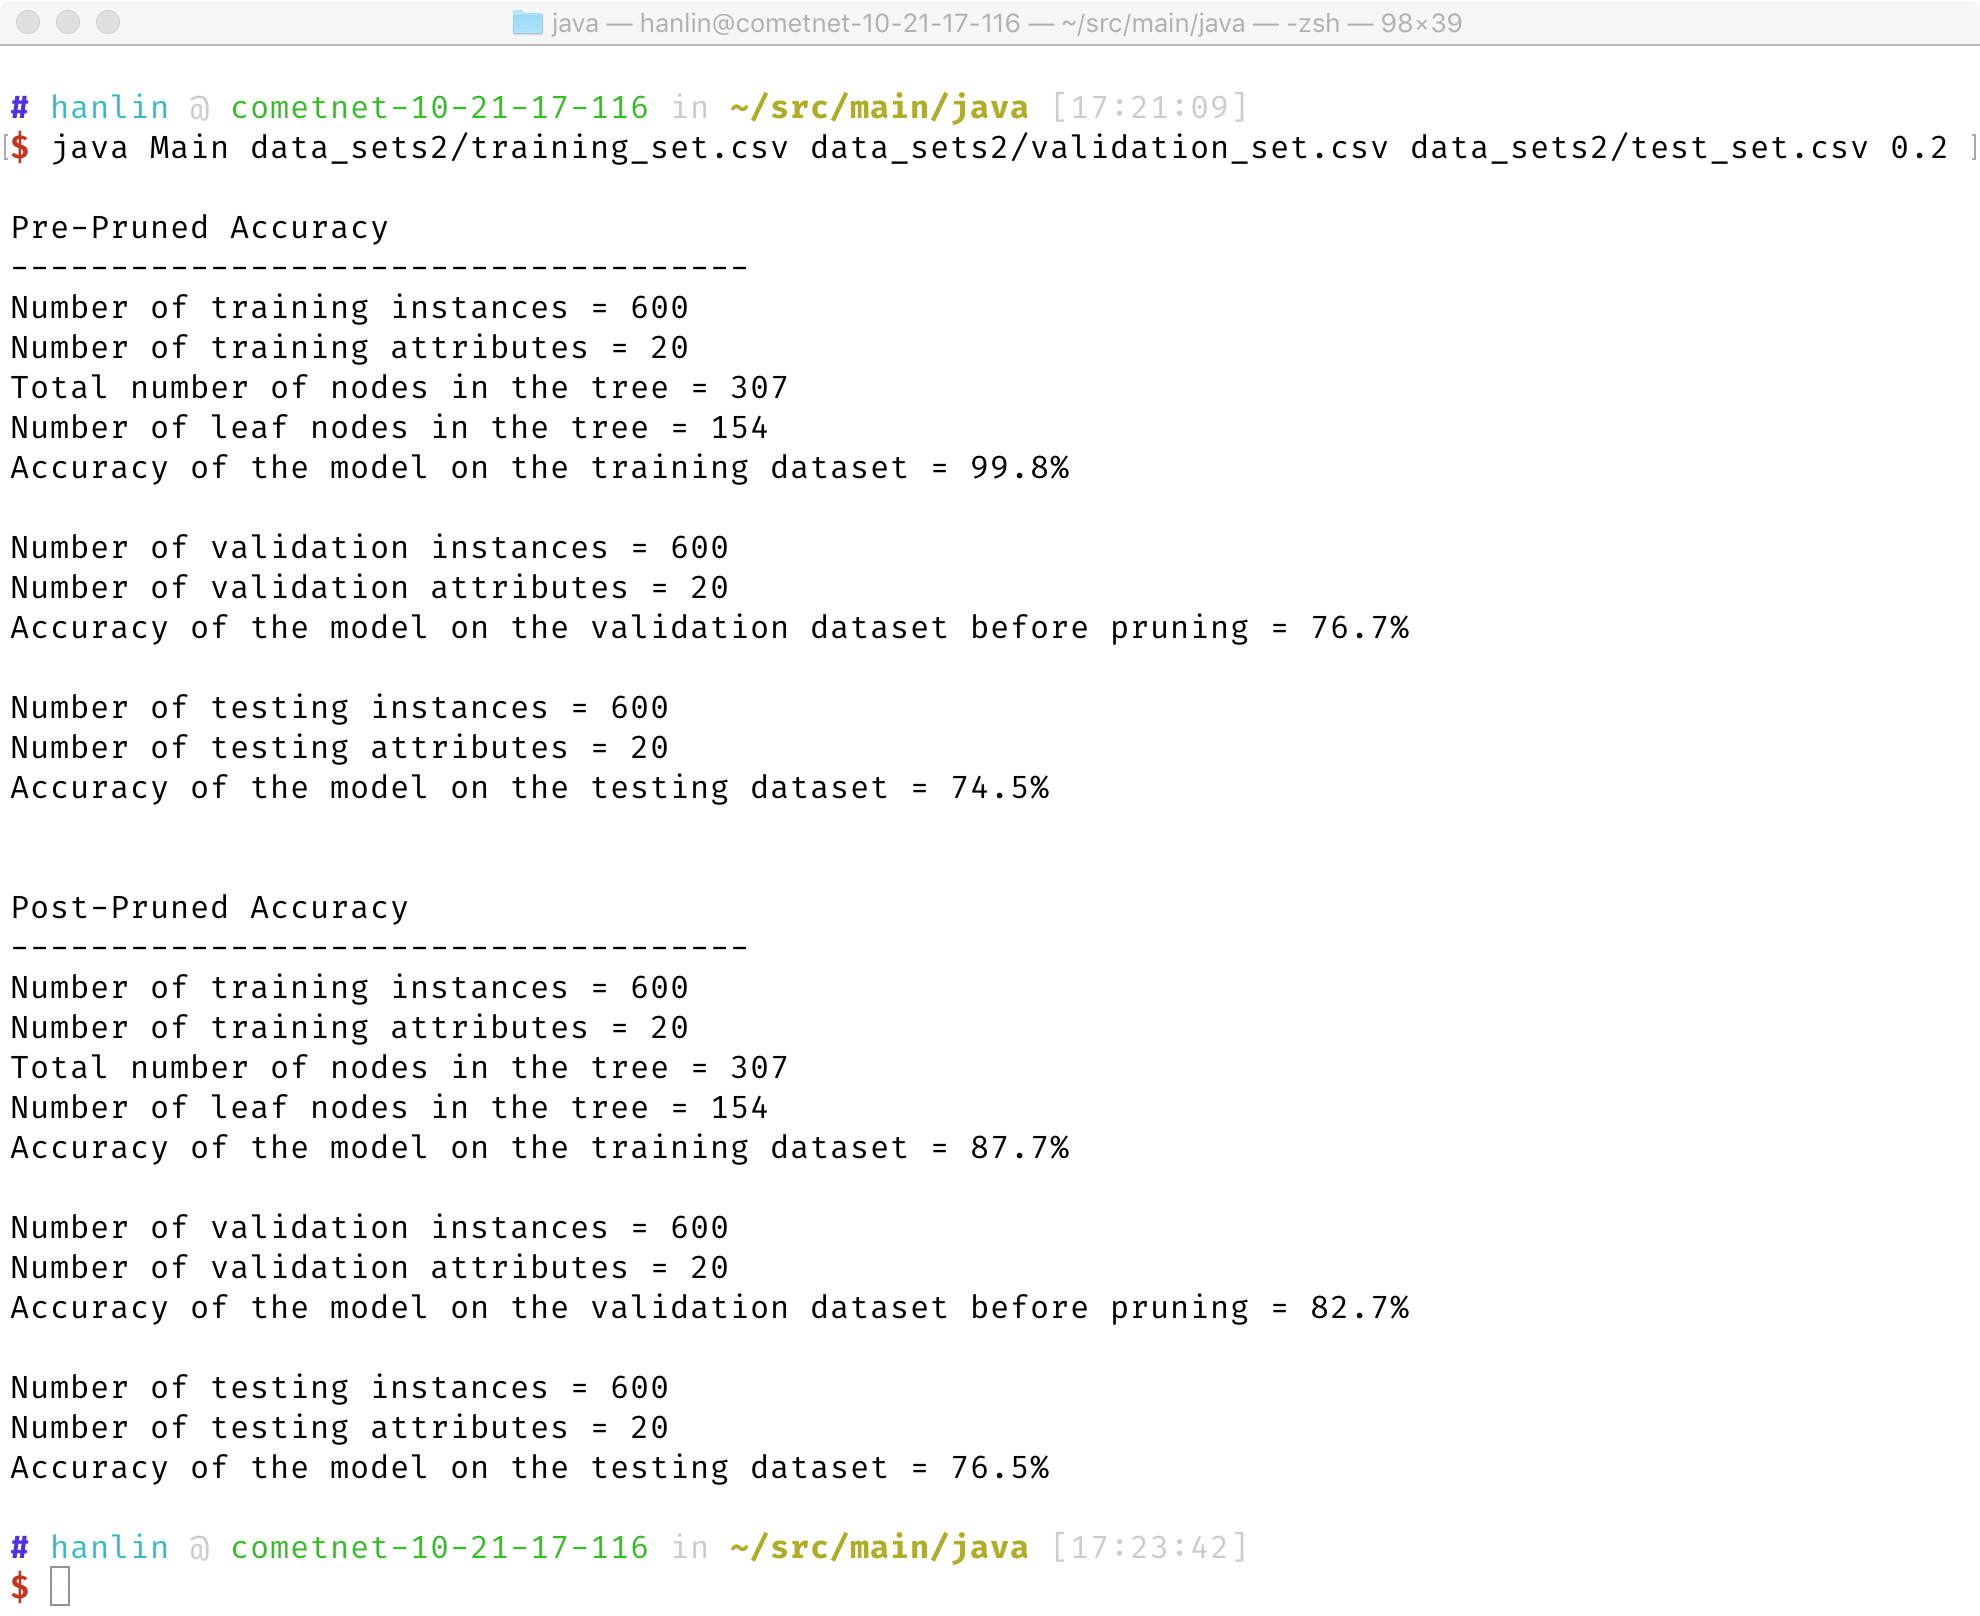 java — hanlin@cometnet-10-21-17-116 — ~/src/main/java — -zsh — 98×39
# hanlin @ cometnet-10-21-17-116 in ~/src/main/java [17:21:09]
[$ java Main data_sets2/training_set.csv data_sets2/validation_set.csv data_sets2/test_set.csv 0.2 ]
Pre-Pruned Accuracy
-------------------------------------
Number of training instances = 600
Number of training attributes = 20
Total number of nodes in the tree = 307
Number of leaf nodes in the tree = 154
Accuracy of the model on the training dataset = 99.8%
Number of validation instances = 600
Number of validation attributes = 20
Accuracy of the model on the validation dataset before pruning = 76.7%
Number of testing instances = 600
Number of testing attributes = 20
Accuracy of the model on the testing dataset = 74.5%
Post-Pruned Accuracy
-------------------------------------
Number of training instances = 600
Number of training attributes = 20
Total number of nodes in the tree = 307
Number of leaf nodes in the tree = 154
Accuracy of the model on the training dataset = 87.7%
Number of validation instances = 600
Number of validation attributes = 20
Accuracy of the model on the validation dataset before pruning = 82.7%
Number of testing instances = 600
Number of testing attributes = 20
Accuracy of the model on the testing dataset = 76.5%
# hanlin @ cometnet-10-21-17-116 in ~/src/main/java [17:23:42]
$